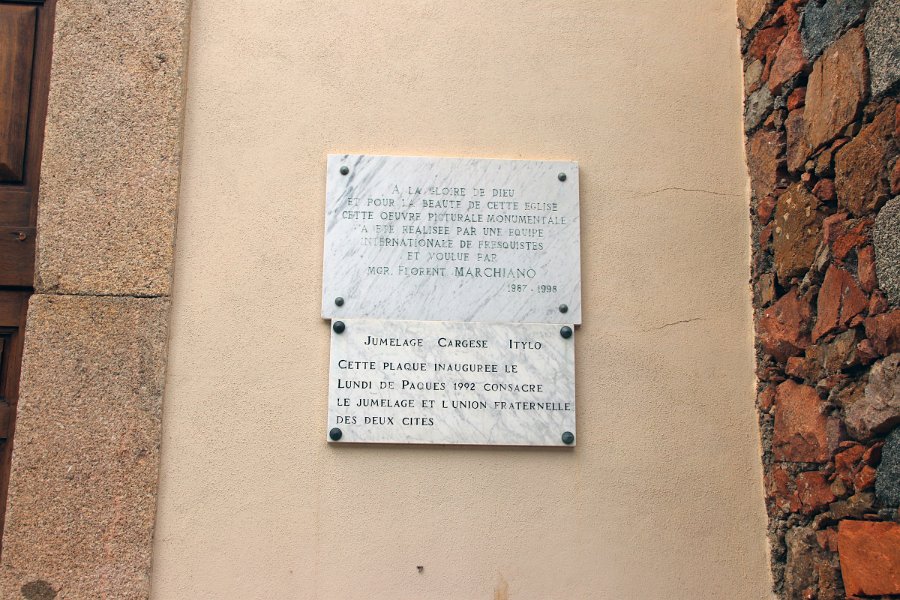 A LA GLOIRE DE DIEU
ET POUR LA BEAUTE DE CETTE EGLISE
CETTE OEUVRE PICTURALE MONUMENTALE
A ETE REALISEE PAR UNE EQUIPE
INTERNATIONALE DE FRESQUISTES
ET VOULUE PAR
MGR. FLORENT MARCHIANO
1987 - 1998
JUMELAGE CARGESE ITYLO
CETTE PLAQUE INAUGUREE LE
LUNDI DE PAQUES 1992 CONSACRE
LE JUMELAGE ET L'UNION FRATERNELLE
DES DEUX CITES